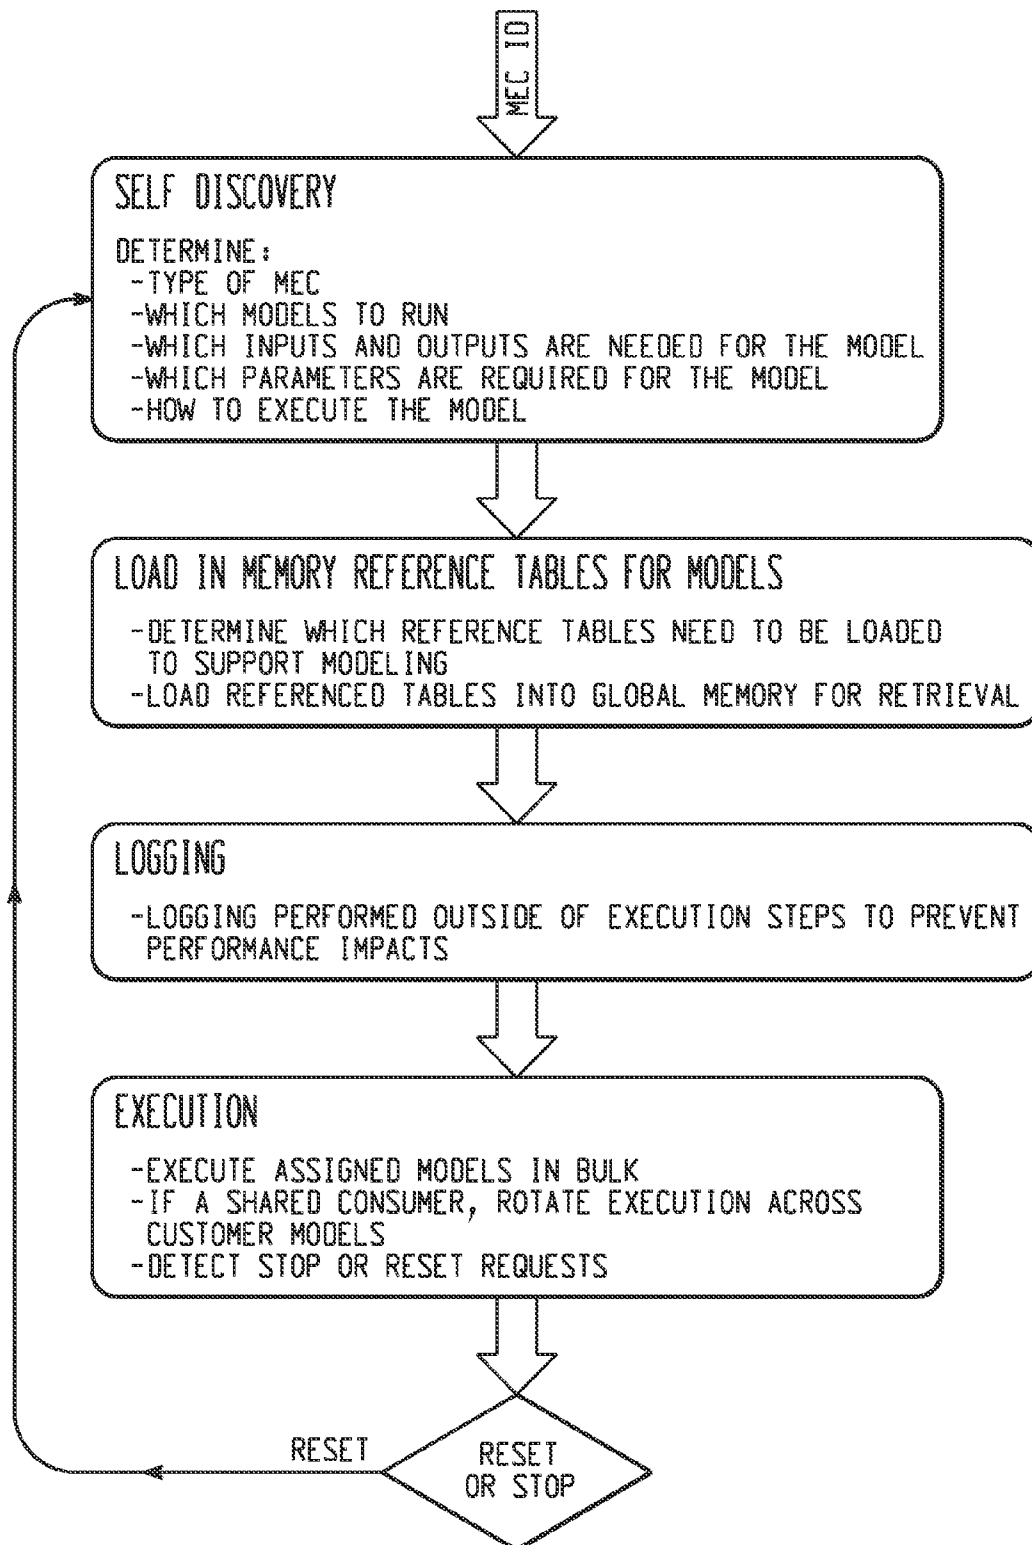 MEC ID
SELF DISCOVERY
DETERMINE:
-TYPE OF MEC
-WHICH MODELS TO RUN
-WHICH INPUTS AND OUTPUTS ARE NEEDED FOR THE MODEL
-WHICH PARAMETERS ARE REQUIRED FOR THE MODEL
-HOW TO EXECUTE THE MODEL
LOAD IN MEMORY REFERENCE TABLES FOR MODELS
-DETERMINE WHICH REFERENCE TABLES NEED TO BE LOADED
TO SUPPORT MODELING
-LOAD REFERENCED TABLES INTO GLOBAL MEMORY FOR RETRIEVAL
LOGGING
-LOGGING PERFORMED OUTSIDE OF EXECUTION STEPS TO PREVENT
PERFORMANCE IMPACTS
EXECUTION
-EXECUTE ASSIGNED MODELS IN BULK
-IF A SHARED CONSUMER, ROTATE EXECUTION ACROSS
CUSTOMER MODELS
-DETECT STOP OR RESET REQUESTS
RESET
RESET
OR STOP